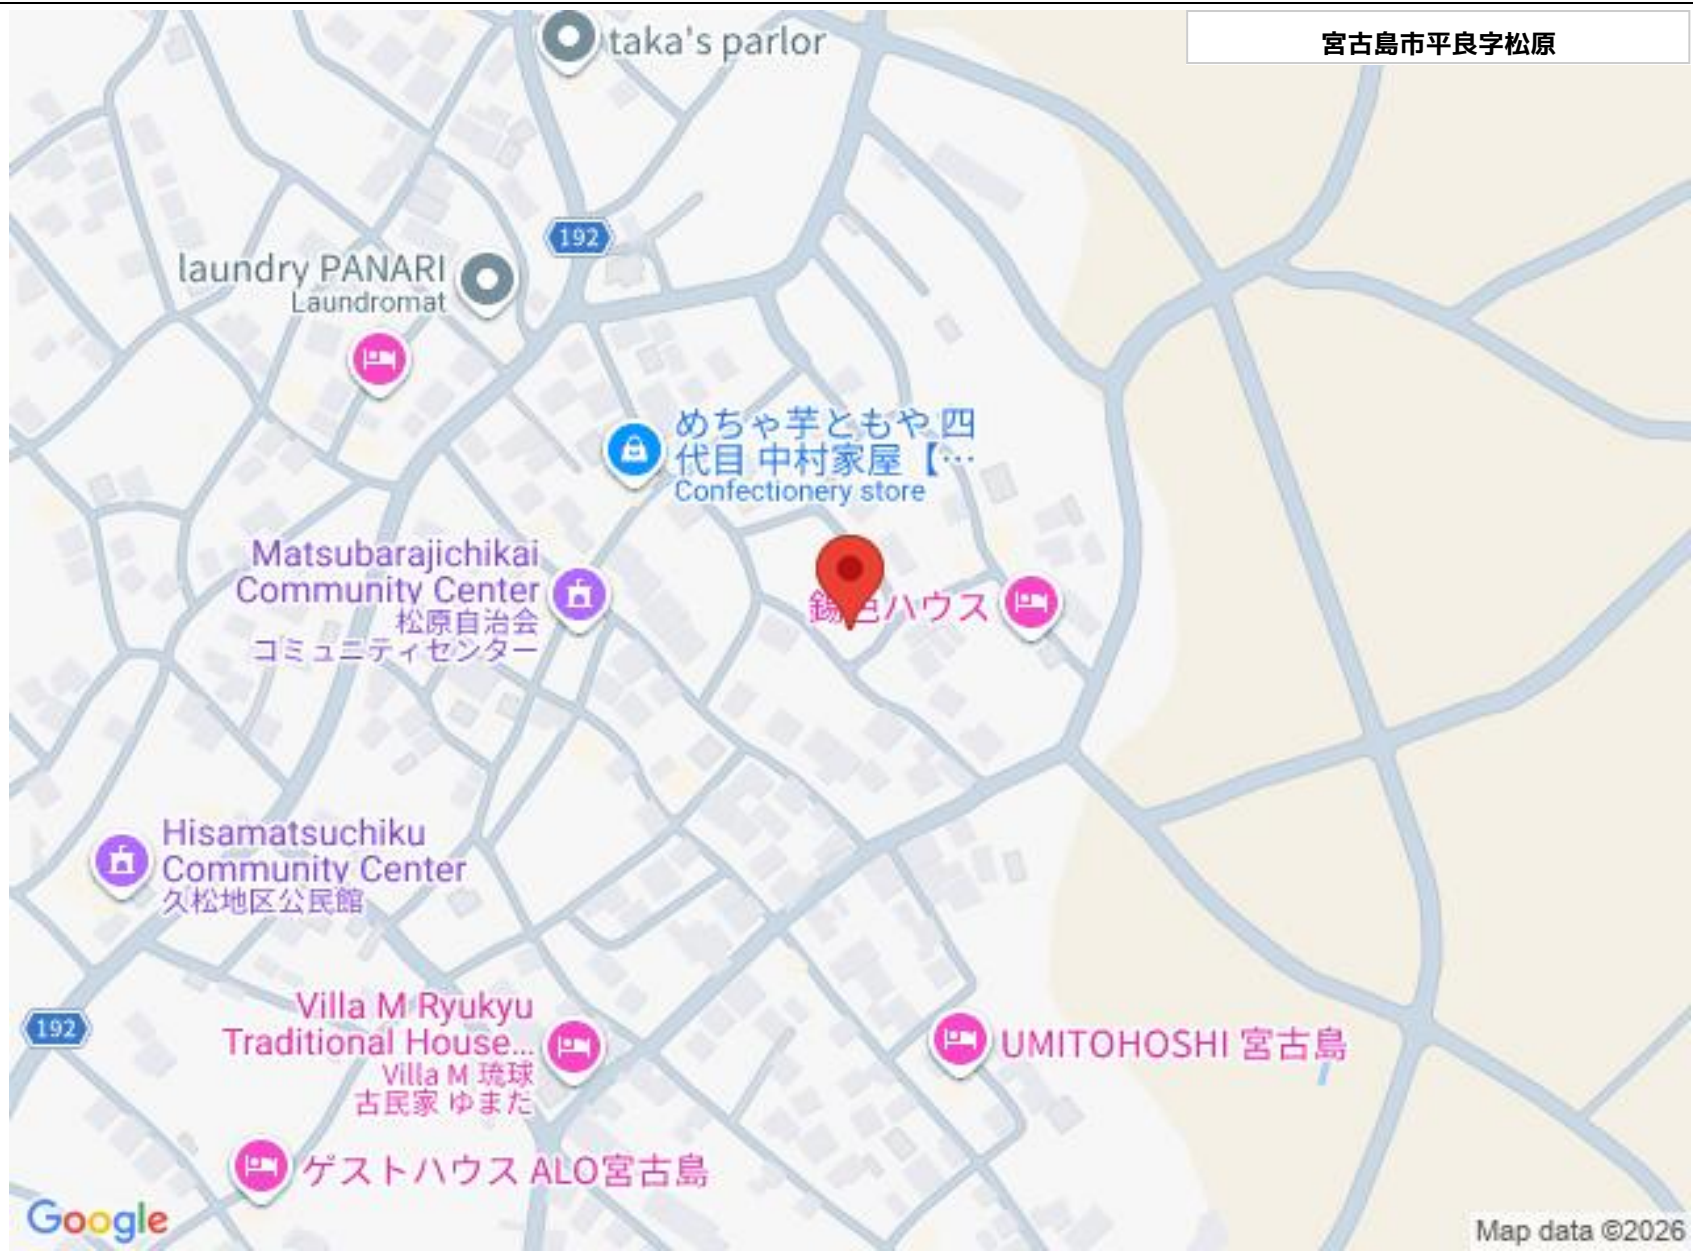 宮古島市平良字松原
taka's parlor
192
laundry PANARI
Laundromat
めちゃ芋ともや 四
代目 中村家屋【…
Confectionery store
Matsubarajichikai
Community Center
松原自治会
コミュニティセンター
ハウス
Hisamatsuchiku
Community Center
久松地区公民館
192
Villa M Ryukyu
Traditional House...
Villa M 琉球
古民家 ゆまだ
UMITOHOSHI 宮古島
ゲストハウス ALO宮古島
Google
Map data ©2026